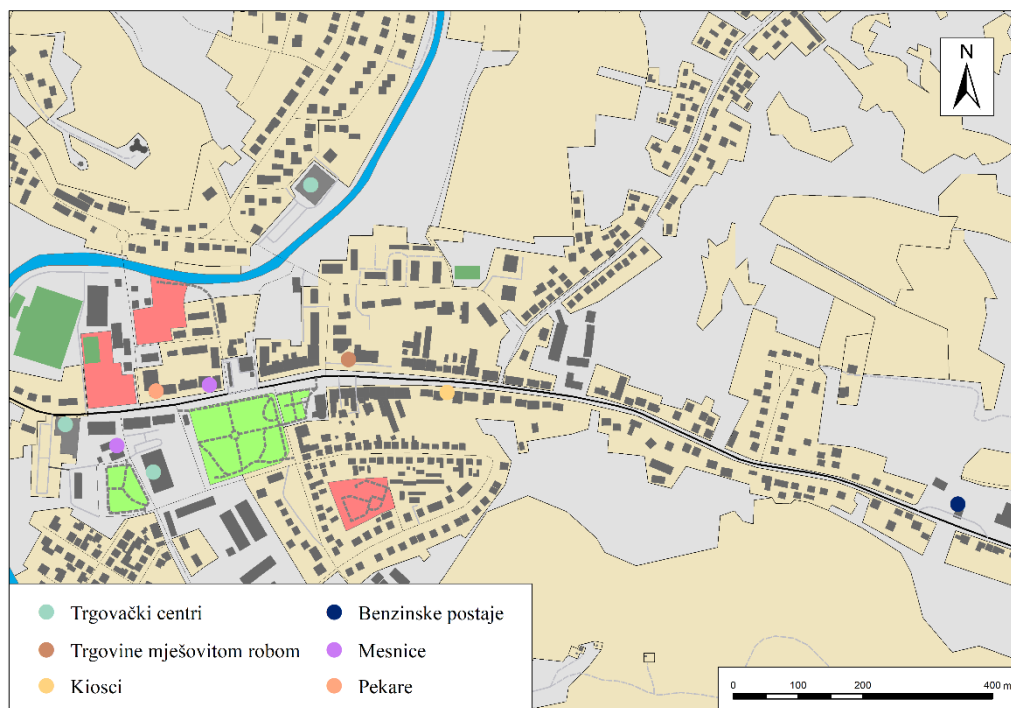 N
Trgovački centri
Benzinske postaje
Trgovine mješovitom robom
Mesnice
Kiosci
Pekare
0 100 200 400 m